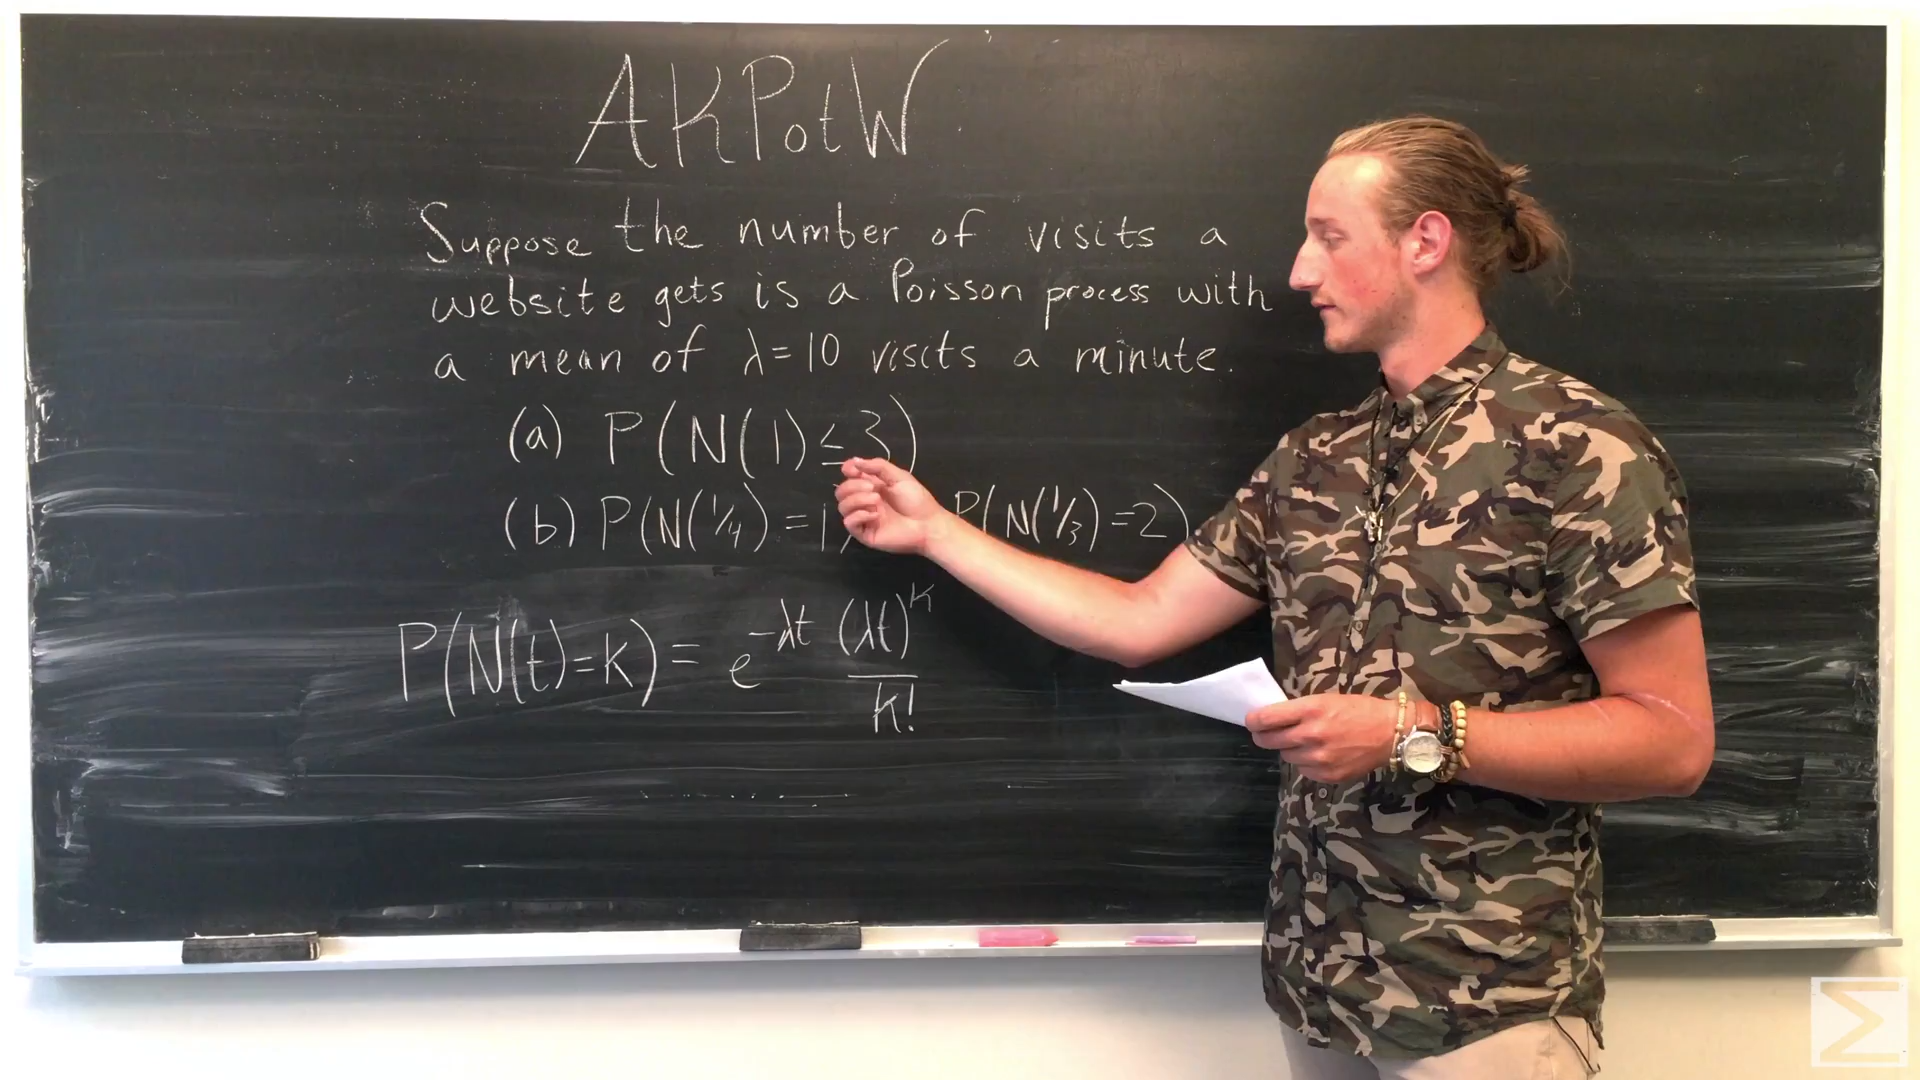 AKPotW
Suppose the number of visits a
website gets is a Poisson process with
a mean of λ=10 visits a minute.
(a) P(N(1)≤3)
(b) P(N(1/4)=1) P(N(1/3)=2)
P(N(t)=k)= e^-λt (λt)^k / k!
Σ